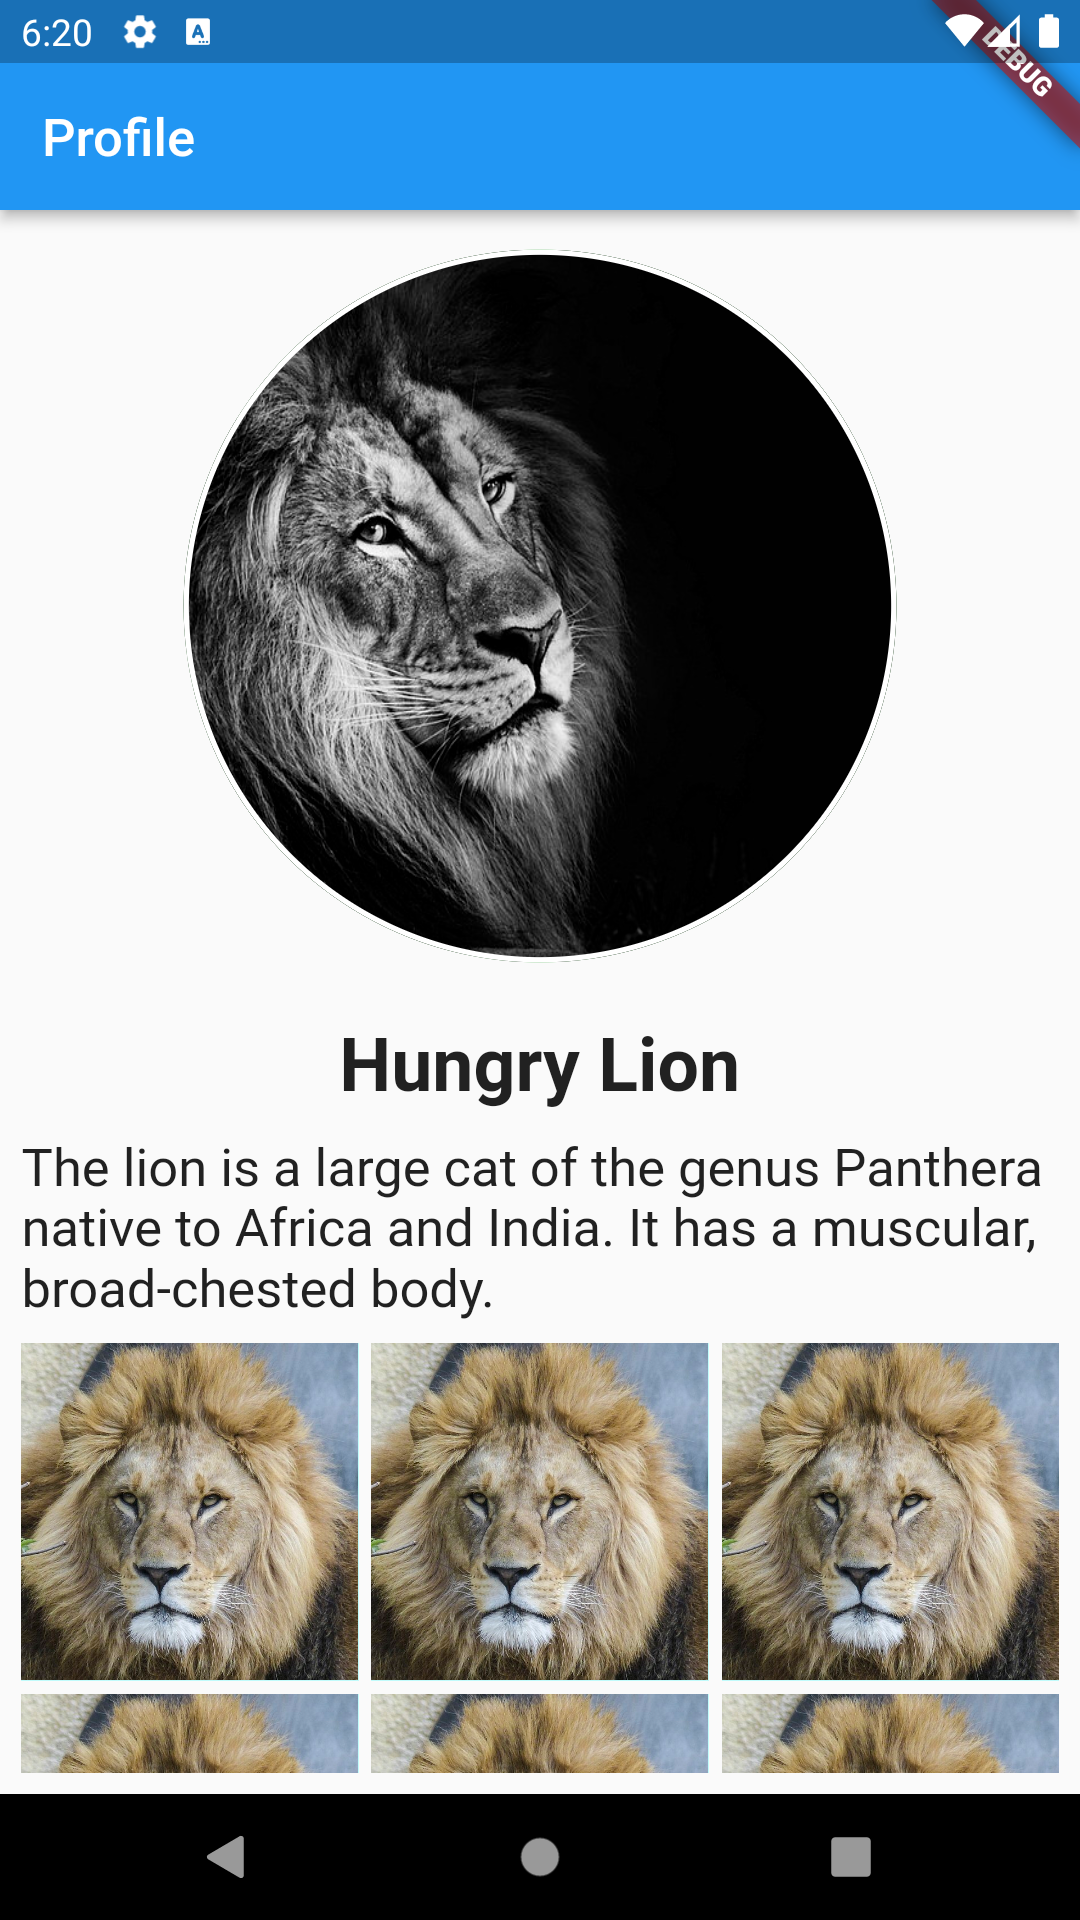 6:20
DEBUG
Profile
Hungry Lion
The lion is a large cat of the genus Panthera
native to Africa and India. It has a muscular,
broad-chested body.